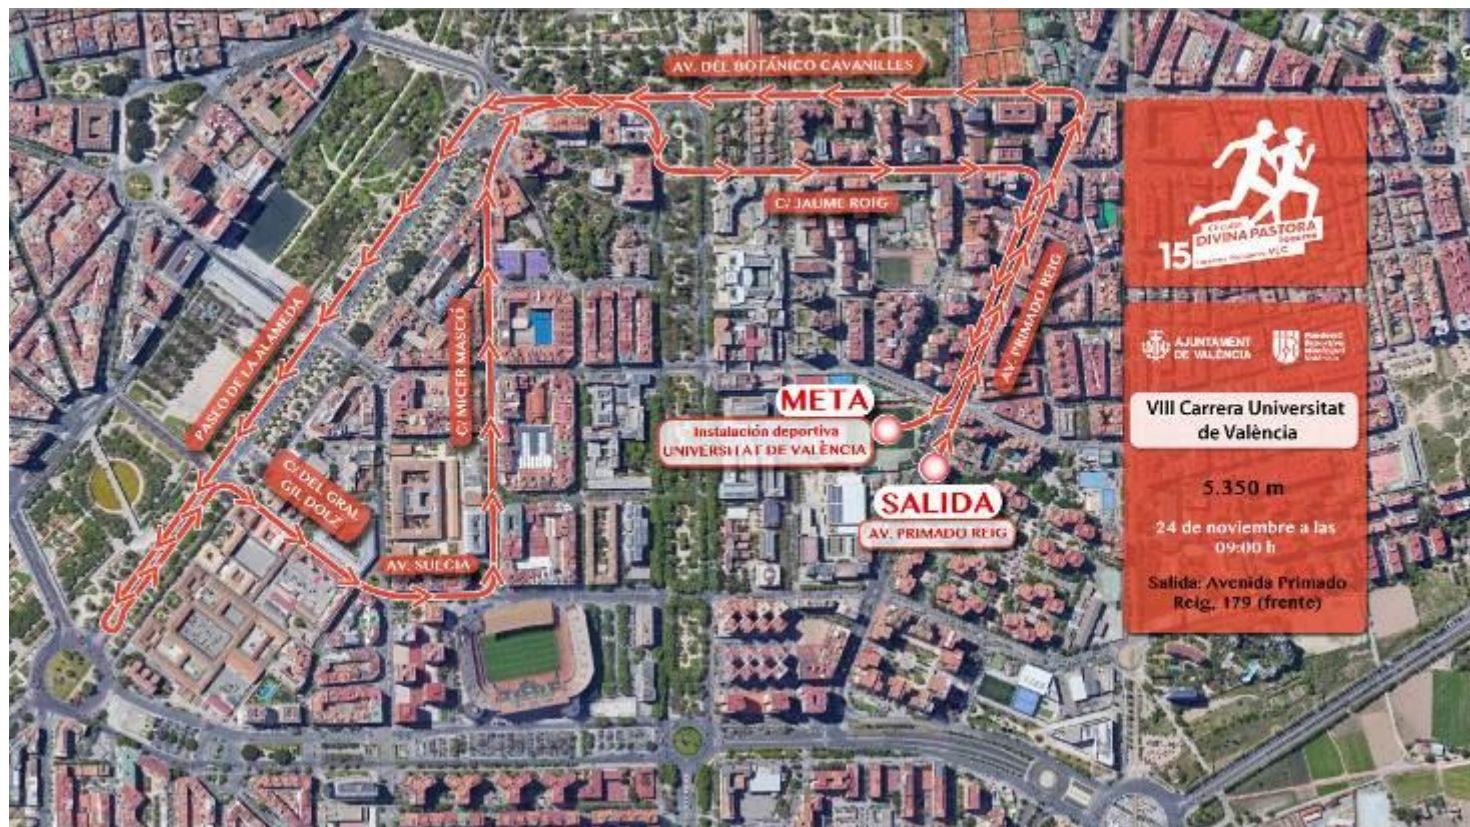 AV. DEL BOTÁNICO CAVANILLES
C/ JAUME ROIG
AV. PRIMADO REIG
PASEO DE LA ALAMEDA
C/ MICER MASCÓ
C/ DEL GRAL
GIL DOLZ
AV. SUECIA
META
Instalación deportiva
UNIVERSITAT DE VALÈNCIA
SALIDA
AV. PRIMADO REIG
15
DIVINA PASTORA
VLC
AJUNTAMENT
DE VALÈNCIA
VIII Carrera Universitat
de València
5.350 m
24 de noviembre a las
09:00 h
Salida: Avenida Primado
Reig, 179 (frente)